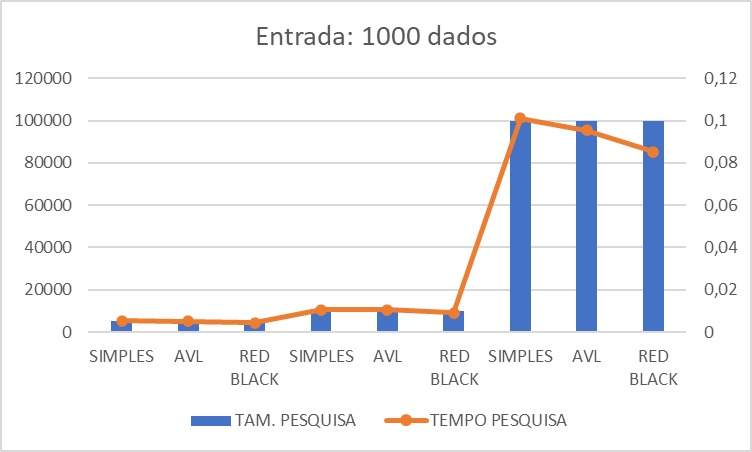 Entrada: 1000 dados
120000
100000
80000
60000
40000
20000
0
0,12
0,1
0,08
0,06
0,04
0,02
0
SIMPLES
AVL
RED
BLACK
SIMPLES
AVL
RED
BLACK
SIMPLES
AVL
RED
BLACK
TAM. PESQUISA
TEMPO PESQUISA